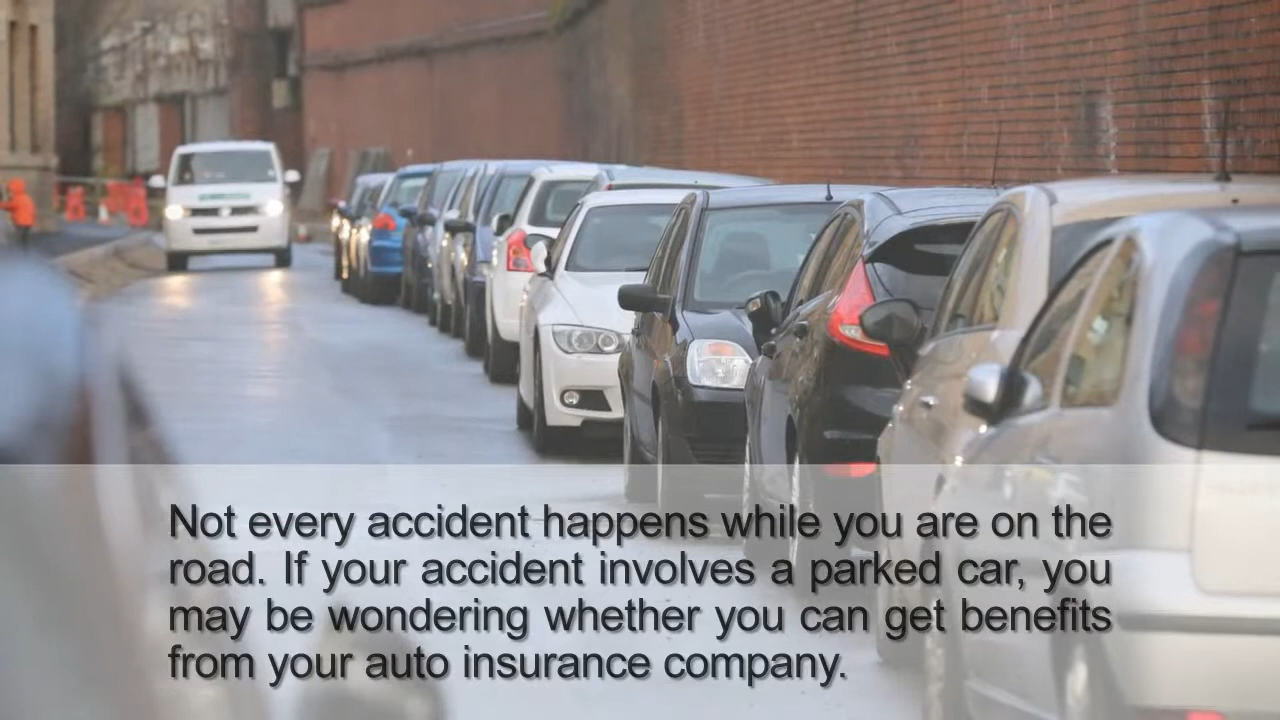 Not every accident happens while you are on the
road. If your accident involves a parked car, you
may be wondering whether you can get benefits
from your auto insurance company.